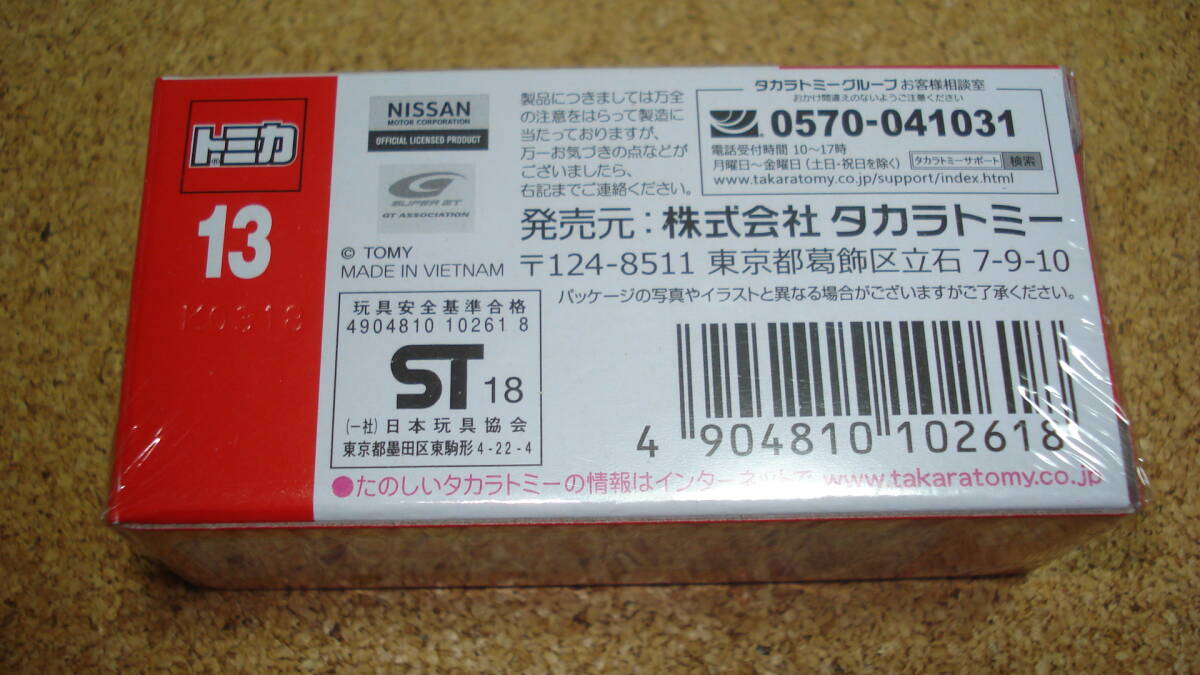 トミカ
®
13
K0318
NISSAN
MOTOR CORPORATION
OFFICIAL LICENSED PRODUCT
SUPER GT
GT ASSOCIATION
© TOMY
MADE IN VIETNAM
製品につきましては万全
の注意をはらって製造に
当たっておりますが、
万一お気づきの点などが
ございましたら、
右記までご連絡ください。
タカラトミーグループ お客様相談室
おかけ間違えのないようご注意ください
0570-041031
電話受付時間 10〜17時
月曜日〜金曜日 (土日・祝日を除く) タカラトミーサポート 検索
www.takaratomy.co.jp/support/index.html
発売元：株式会社 タカラトミー
〒124-8511 東京都葛飾区立石 7-9-10
パッケージの写真やイラストと異なる場合がございますがご了承ください。
玩具安全基準合格
4904810 10261 8
ST 18
(一社) 日本玩具協会
東京都墨田区東駒形 4-22-4
4 904810 102618
●たのしいタカラトミーの情報はインターネットで www.takaratomy.co.jp